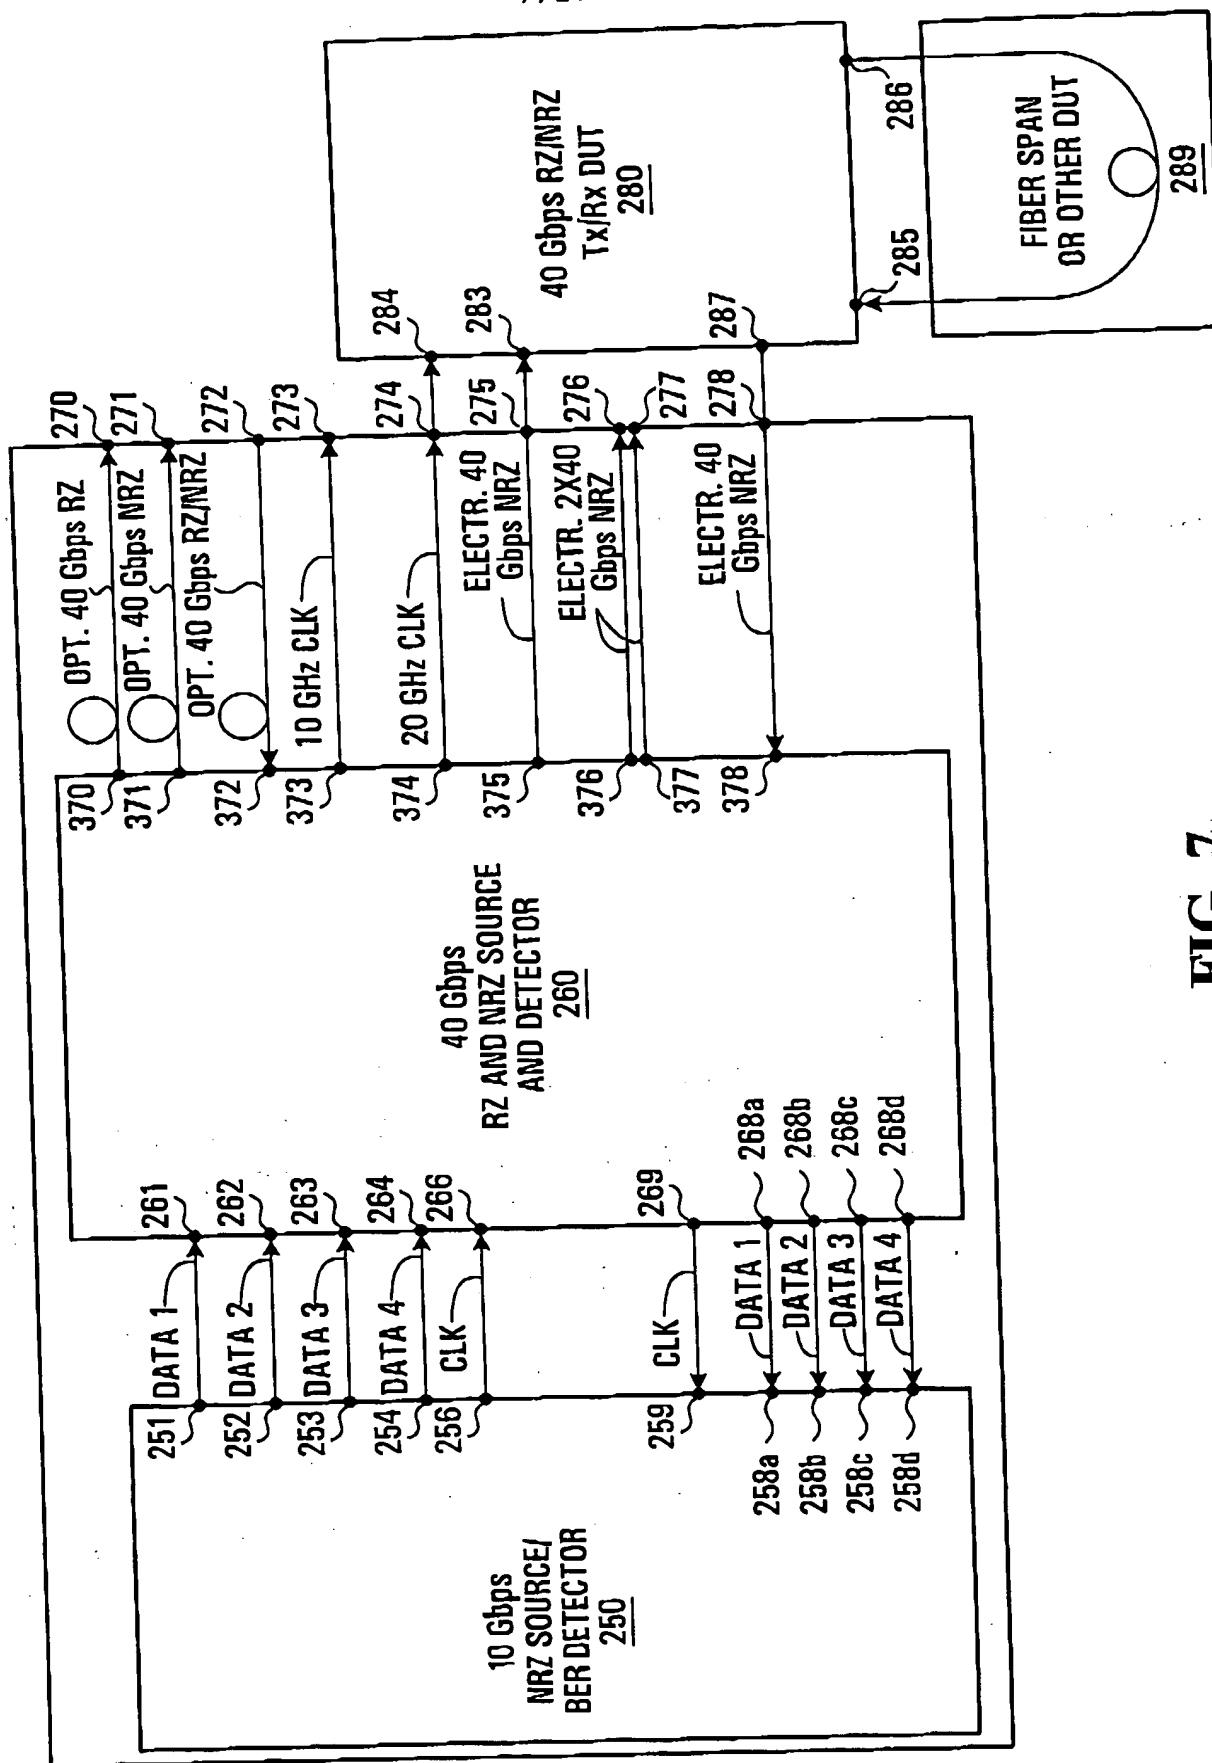 10 Gbps
NRZ SOURCE/
BER DETECTOR
250
251
252
253
254
256
259
258a
258b
258c
258d
DATA 1
DATA 2
DATA 3
DATA 4
CLK
CLK
DATA 1
DATA 2
DATA 3
DATA 4
261
262
263
264
266
269
268a
268b
268c
268d
40 Gbps
RZ AND NRZ SOURCE
AND DETECTOR
260
370
371
372
373
374
375
376
377
378
OPT. 40 Gbps RZ
OPT. 40 Gbps NRZ
OPT. 40 Gbps RZ/NRZ
10 GHz CLK
20 GHz CLK
ELECTR. 40
Gbps NRZ
ELECTR. 2X40
Gbps NRZ
ELECTR. 40
Gbps NRZ
270
271
272
273
274
275
276
277
278
284
283
287
40 Gbps RZ/NRZ
Tx/Rx DUT
280
285
286
FIBER SPAN
OR OTHER DUT
289
FIG. 7